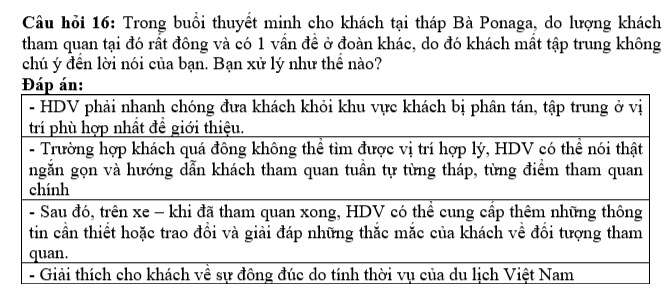 Câu hỏi 16: Trong buổi thuyết minh cho khách tại tháp Bà Ponaga, do lượng khách
tham quan tại đó rất đông và có 1 vấn đề ở đoàn khác, do đó khách mất tập trung không
chú ý đến lời nói của bạn. Bạn xử lý như thế nào?
Đáp án:
- HDV phải nhanh chóng đưa khách khỏi khu vực khách bị phân tán, tập trung ở vị
trí phù hợp nhất để giới thiệu.
- Trường hợp khách quá đông không thể tìm được vị trí hợp lý, HDV có thể nói thật
ngắn gọn và hướng dẫn khách tham quan tuần tự từng tháp, từng điểm tham quan
chính
- Sau đó, trên xe – khi đã tham quan xong, HDV có thể cung cấp thêm những thông
tin cần thiết hoặc trao đổi và giải đáp những thắc mắc của khách về đối tượng tham
quan.
- Giải thích cho khách về sự đông đúc do tính thời vụ của du lịch Việt Nam